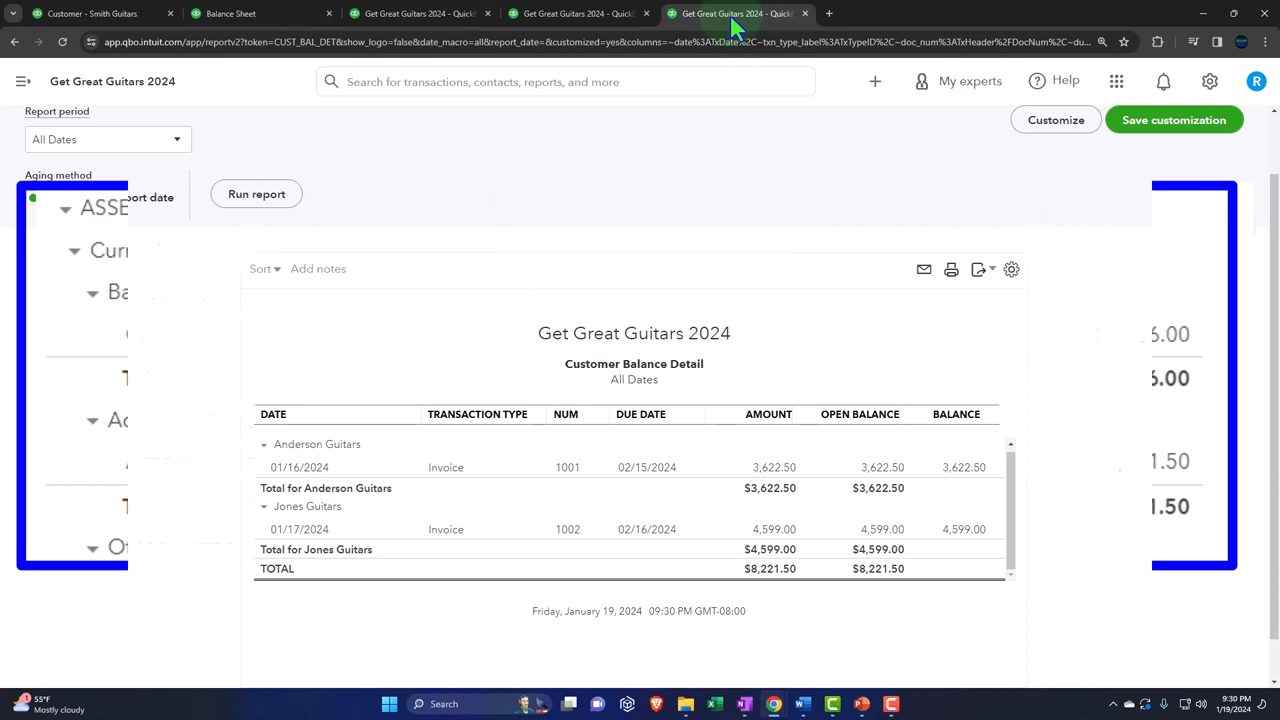 Customer - Smith Guitars
Balance Sheet
Get Great Guitars 2024 - Quick
Get Great Guitars 2024 - Quick
Get Great Guitars 2024 - Quick
app.qbo.intuit.com/app/reportv2?token=CUST_BAL_DET&show_logo=false&date_macro=all&report_date=&customized=yes&columns=~date%3ATxDate%2C~txn_type_label%3ATxTypeID%2C~doc_num%3ATxHeader%2FDocNum%2C~du...
Get Great Guitars 2024
Search for transactions, contacts, reports, and more
My experts
Help
R
Report period
All Dates
Customize
Save customization
Aging method
ort date
Run report
ASSE
Curr
Ba
6.00
6.00
Ac
1.50
1.50
Ot
Sort
Add notes
Get Great Guitars 2024
Customer Balance Detail
All Dates
DATE TRANSACTION TYPE NUM DUE DATE AMOUNT OPEN BALANCE BALANCE
Anderson Guitars
01/16/2024 Invoice 1001 02/15/2024 3,622.50 3,622.50 3,622.50
Total for Anderson Guitars $3,622.50 $3,622.50
Jones Guitars
01/17/2024 Invoice 1002 02/16/2024 4,599.00 4,599.00 4,599.00
Total for Jones Guitars $4,599.00 $4,599.00
TOTAL $8,221.50 $8,221.50
Friday, January 19, 2024 09:30 PM GMT-08:00
55°F
Mostly cloudy
Search
9:30 PM
1/19/2024